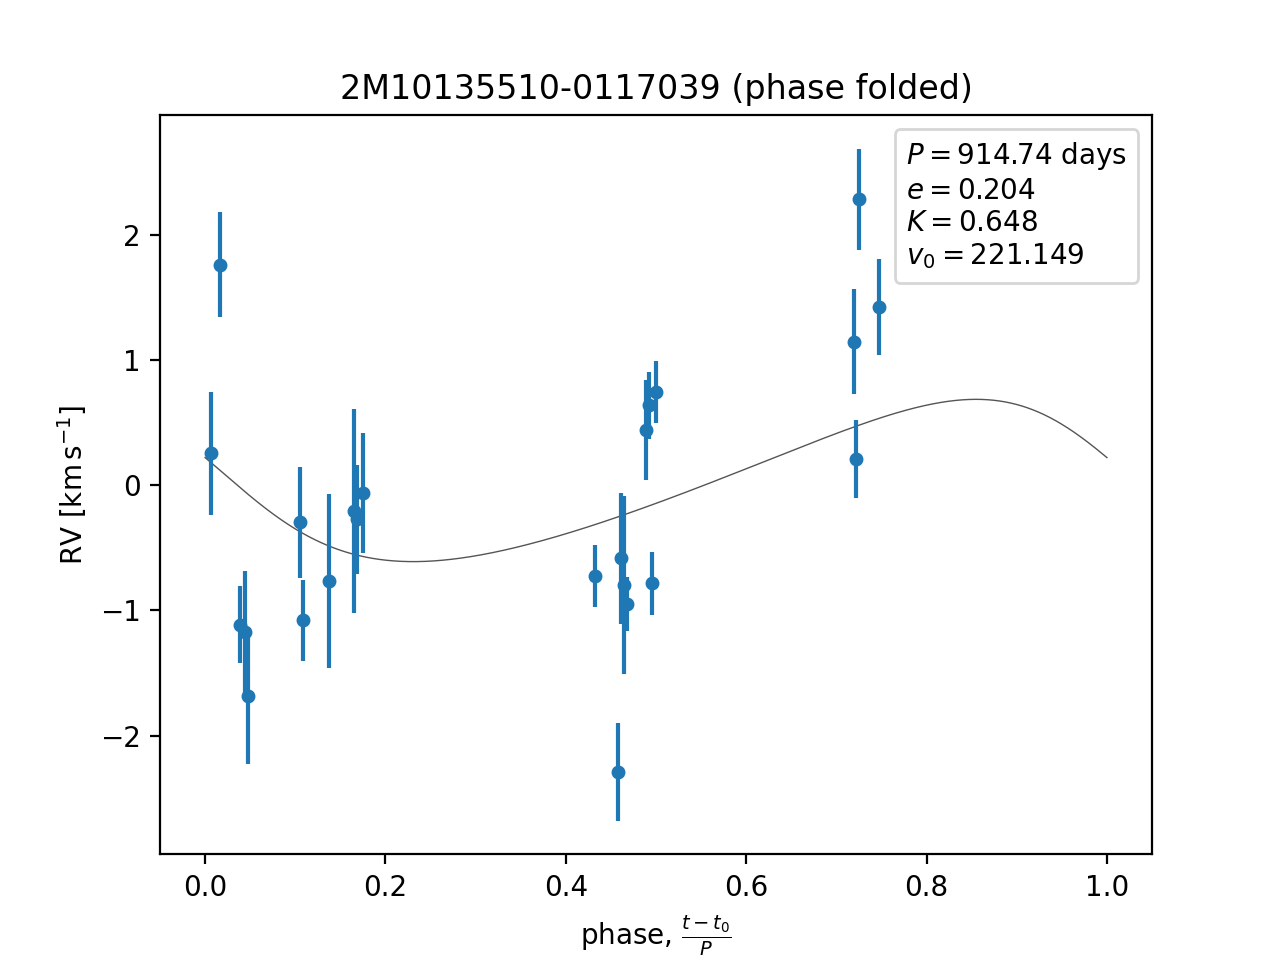 2M10135510-0117039 (phase folded)
P = 914.74 days
e = 0.204
K = 0.648
v₀ = 221.149
RV [km s⁻¹]
2
1
0
−1
−2
0.0 0.2 0.4 0.6 0.8 1.0
phase, (t − t₀)/P